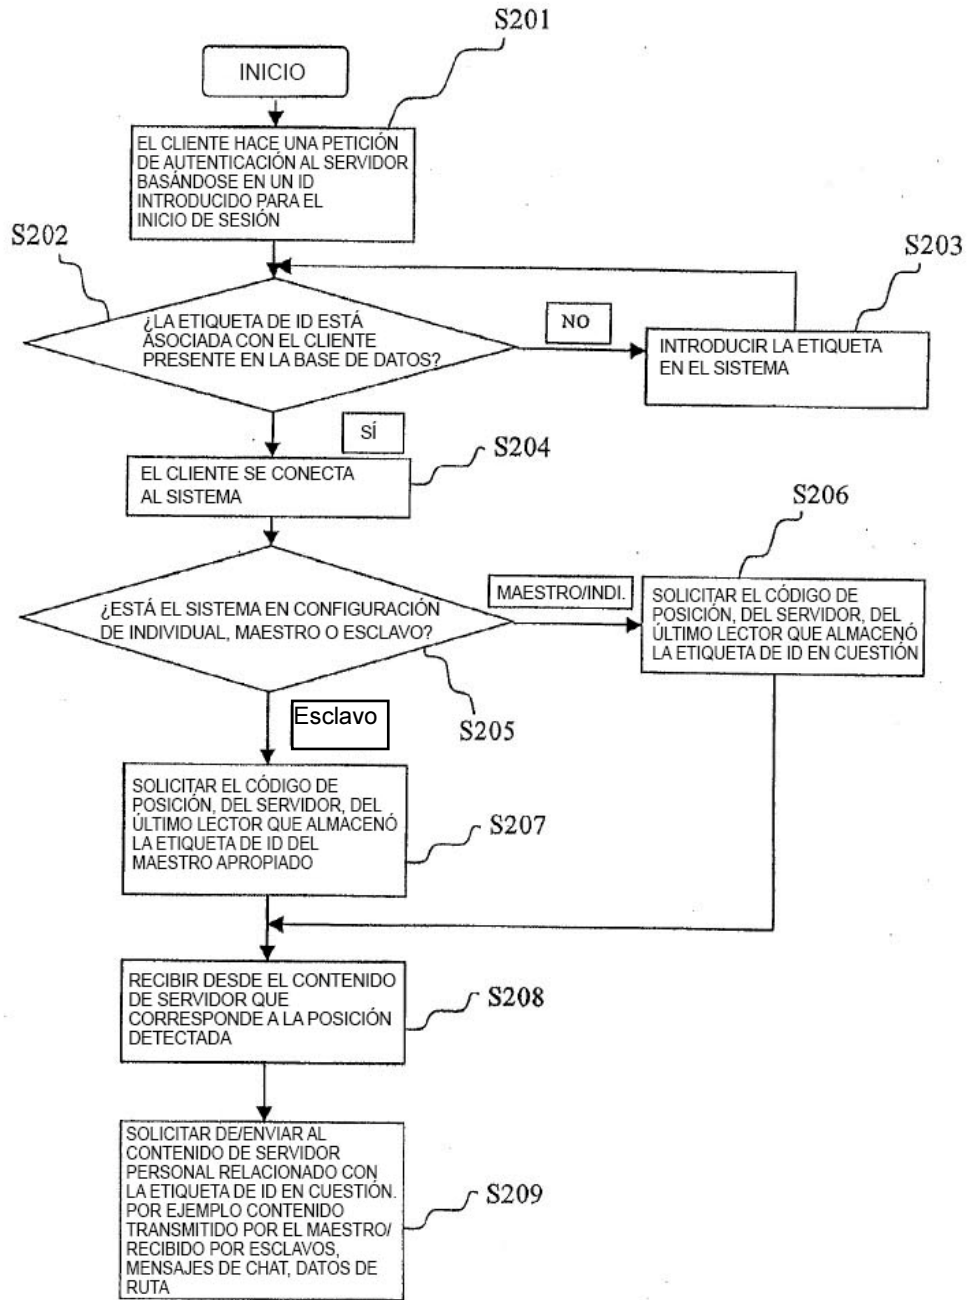 S201
INICIO
EL CLIENTE HACE UNA PETICIÓN
DE AUTENTICACIÓN AL SERVIDOR
BASÁNDOSE EN UN ID
INTRODUCIDO PARA EL
INICIO DE SESIÓN
S202
S203
¿LA ETIQUETA DE ID ESTÁ
ASOCIADA CON EL CLIENTE
PRESENTE EN LA BASE DE DATOS?
NO
INTRODUCIR LA ETIQUETA
EN EL SISTEMA
SÍ
S204
EL CLIENTE SE CONECTA
AL SISTEMA
S206
¿ESTÁ EL SISTEMA EN CONFIGURACIÓN
DE INDIVIDUAL, MAESTRO O ESCLAVO?
MAESTRO/INDI.
SOLICITAR EL CÓDIGO DE
POSICIÓN, DEL SERVIDOR, DEL
ÚLTIMO LECTOR QUE ALMACENÓ
LA ETIQUETA DE ID EN CUESTIÓN
S205
Esclavo
SOLICITAR EL CÓDIGO DE
POSICIÓN, DEL SERVIDOR, DEL
ÚLTIMO LECTOR QUE ALMACENÓ
LA ETIQUETA DE ID DEL
MAESTRO APROPIADO
S207
RECIBIR DESDE EL CONTENIDO
DE SERVIDOR QUE
CORRESPONDE A LA POSICIÓN
DETECTADA
S208
SOLICITAR DE/ENVIAR AL
CONTENIDO DE SERVIDOR
PERSONAL RELACIONADO CON
LA ETIQUETA DE ID EN CUESTIÓN.
POR EJEMPLO CONTENIDO
TRANSMITIDO POR EL MAESTRO/
RECIBIDO POR ESCLAVOS,
MENSAJES DE CHAT, DATOS DE
RUTA
S209